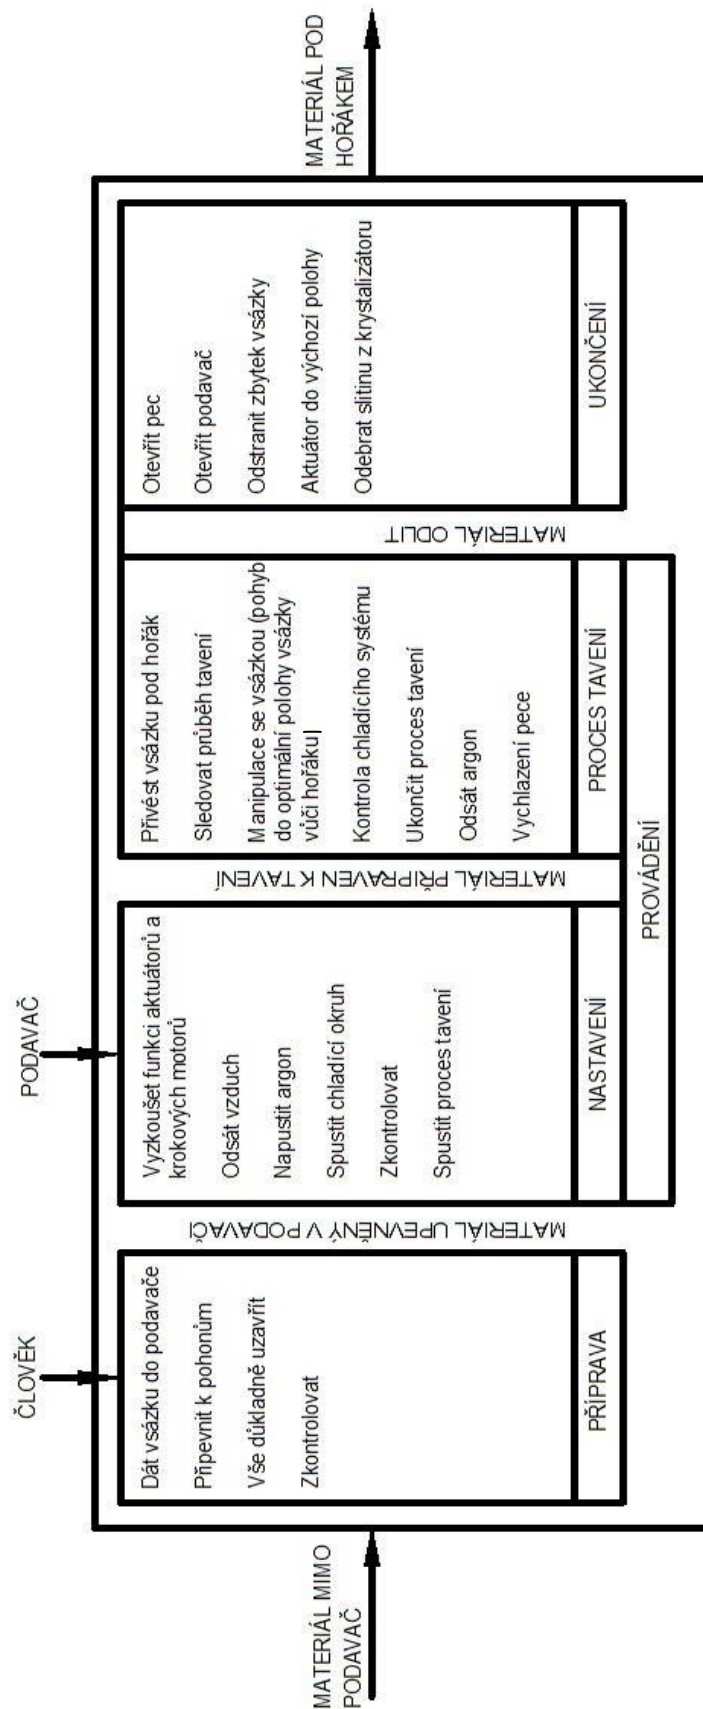 ČLOVĚK
PODAVAČ
MATERIÁL MIMO
PODAVAČ
Dát vsázku do podavače
Připevnit k pohonům
Vše důkladně uzavřít
Zkontrolovat
PŘÍPRAVA
MATERIÁL UPEVNĚNÝ V PODAVAČI
Vyzkoušet funkci aktuátorů a
krokových motorů
Odsát vzduch
Napustit argon
Spustit chladící okruh
Zkontrolovat
Spustit proces tavení
NASTAVENÍ
MATERIÁL PŘIPRAVEN K TAVENÍ
Přivést vsázku pod hořák
Sledovat průběh tavení
Manipulace se vsázkou (pohyb
do optimální polohy vsázky
vůči hořáku)
Kontrola chladícího systému
Ukončit proces tavení
Odsát argon
Vychlazení pece
PROCES TAVENÍ
PROVÁDĚNÍ
MATERIÁL ODLIT
Otevřít pec
Otevřít podavač
Odstranit zbytek vsázky
Aktuátor do výchozí polohy
Odebrat slitinu z krystalizátoru
UKONČENÍ
MATERIÁL POD
HOŘÁKEM